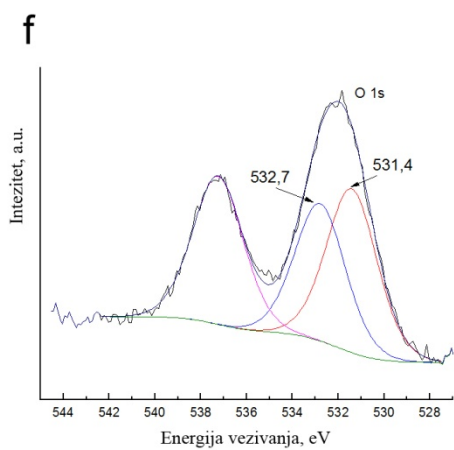 f
O 1s
532,7
531,4
Intezitet, a.u.
544 542 540 538 536 534 532 530 528
Energija vezivanja, eV